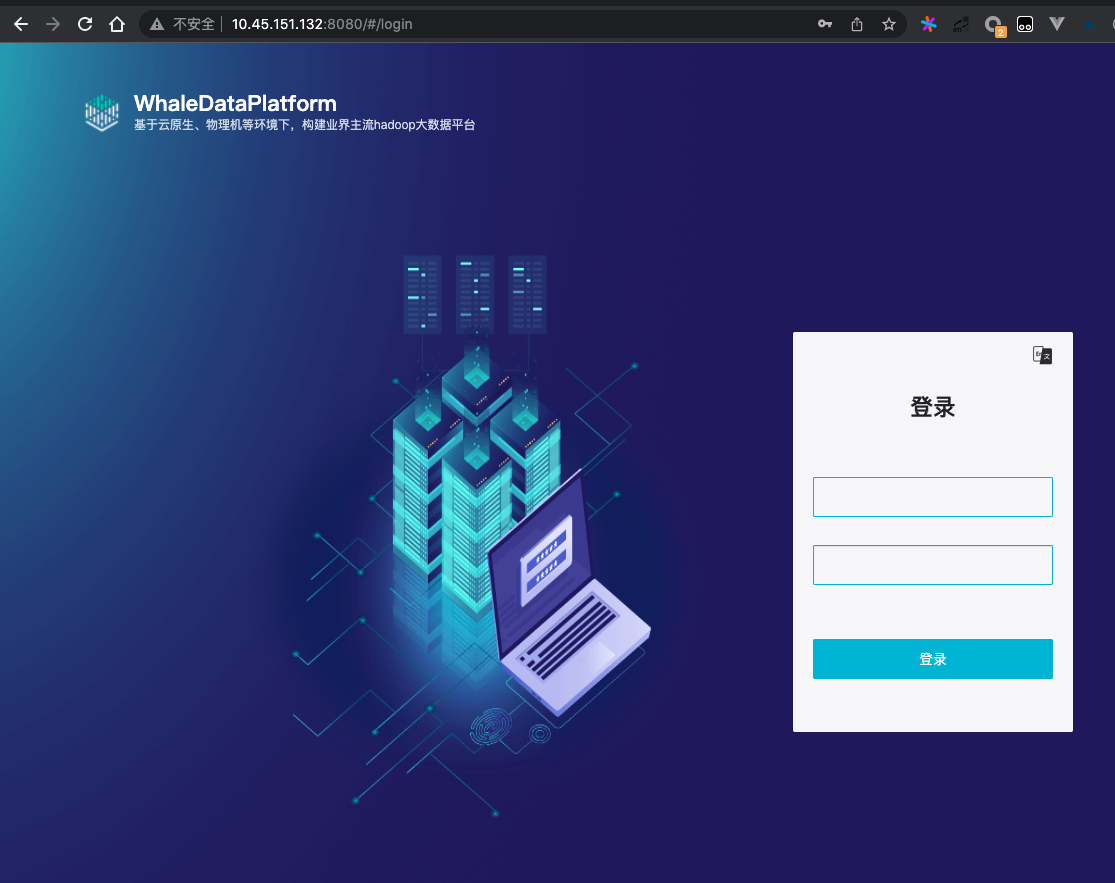 不安全
10.45.151.132:8080/#/login
2
WhaleDataPlatform
基于云原生、物理机等环境下，构建业界主流hadoop大数据平台
文
登录
登录